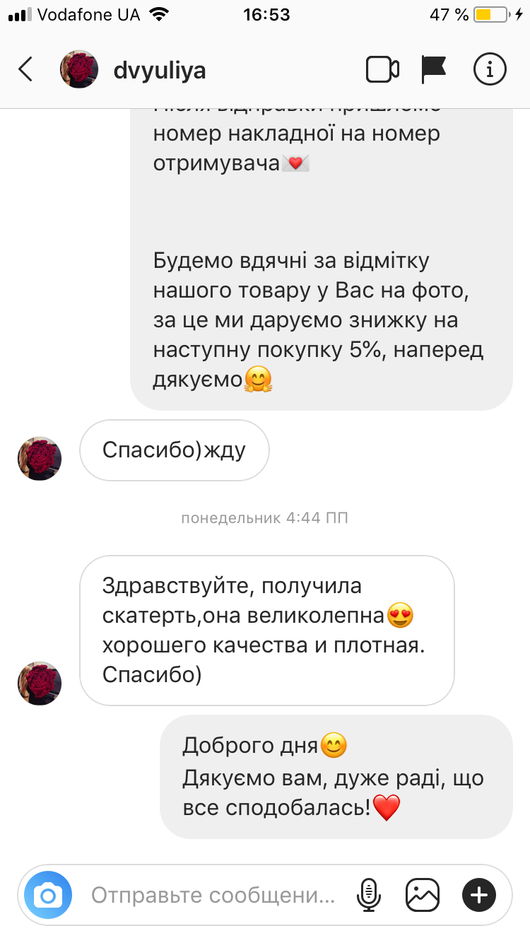 Vodafone UA 16:53 47 %
dvyuliya
номер накладної на номер
отримувача💌
Будемо вдячні за відмітку
нашого товару у Вас на фото,
за це ми даруємо знижку на
наступну покупку 5%, наперед
дякуємо🤗
Спасибо)жду
понедельник 4:44 ПП
Здравствуйте, получила
скатерть,она великолепна😍
хорошего качества и плотная.
Спасибо)
Доброго дня😊
Дякуємо вам, дуже раді, що
все сподобалась!❤️
Отправьте сообщени...